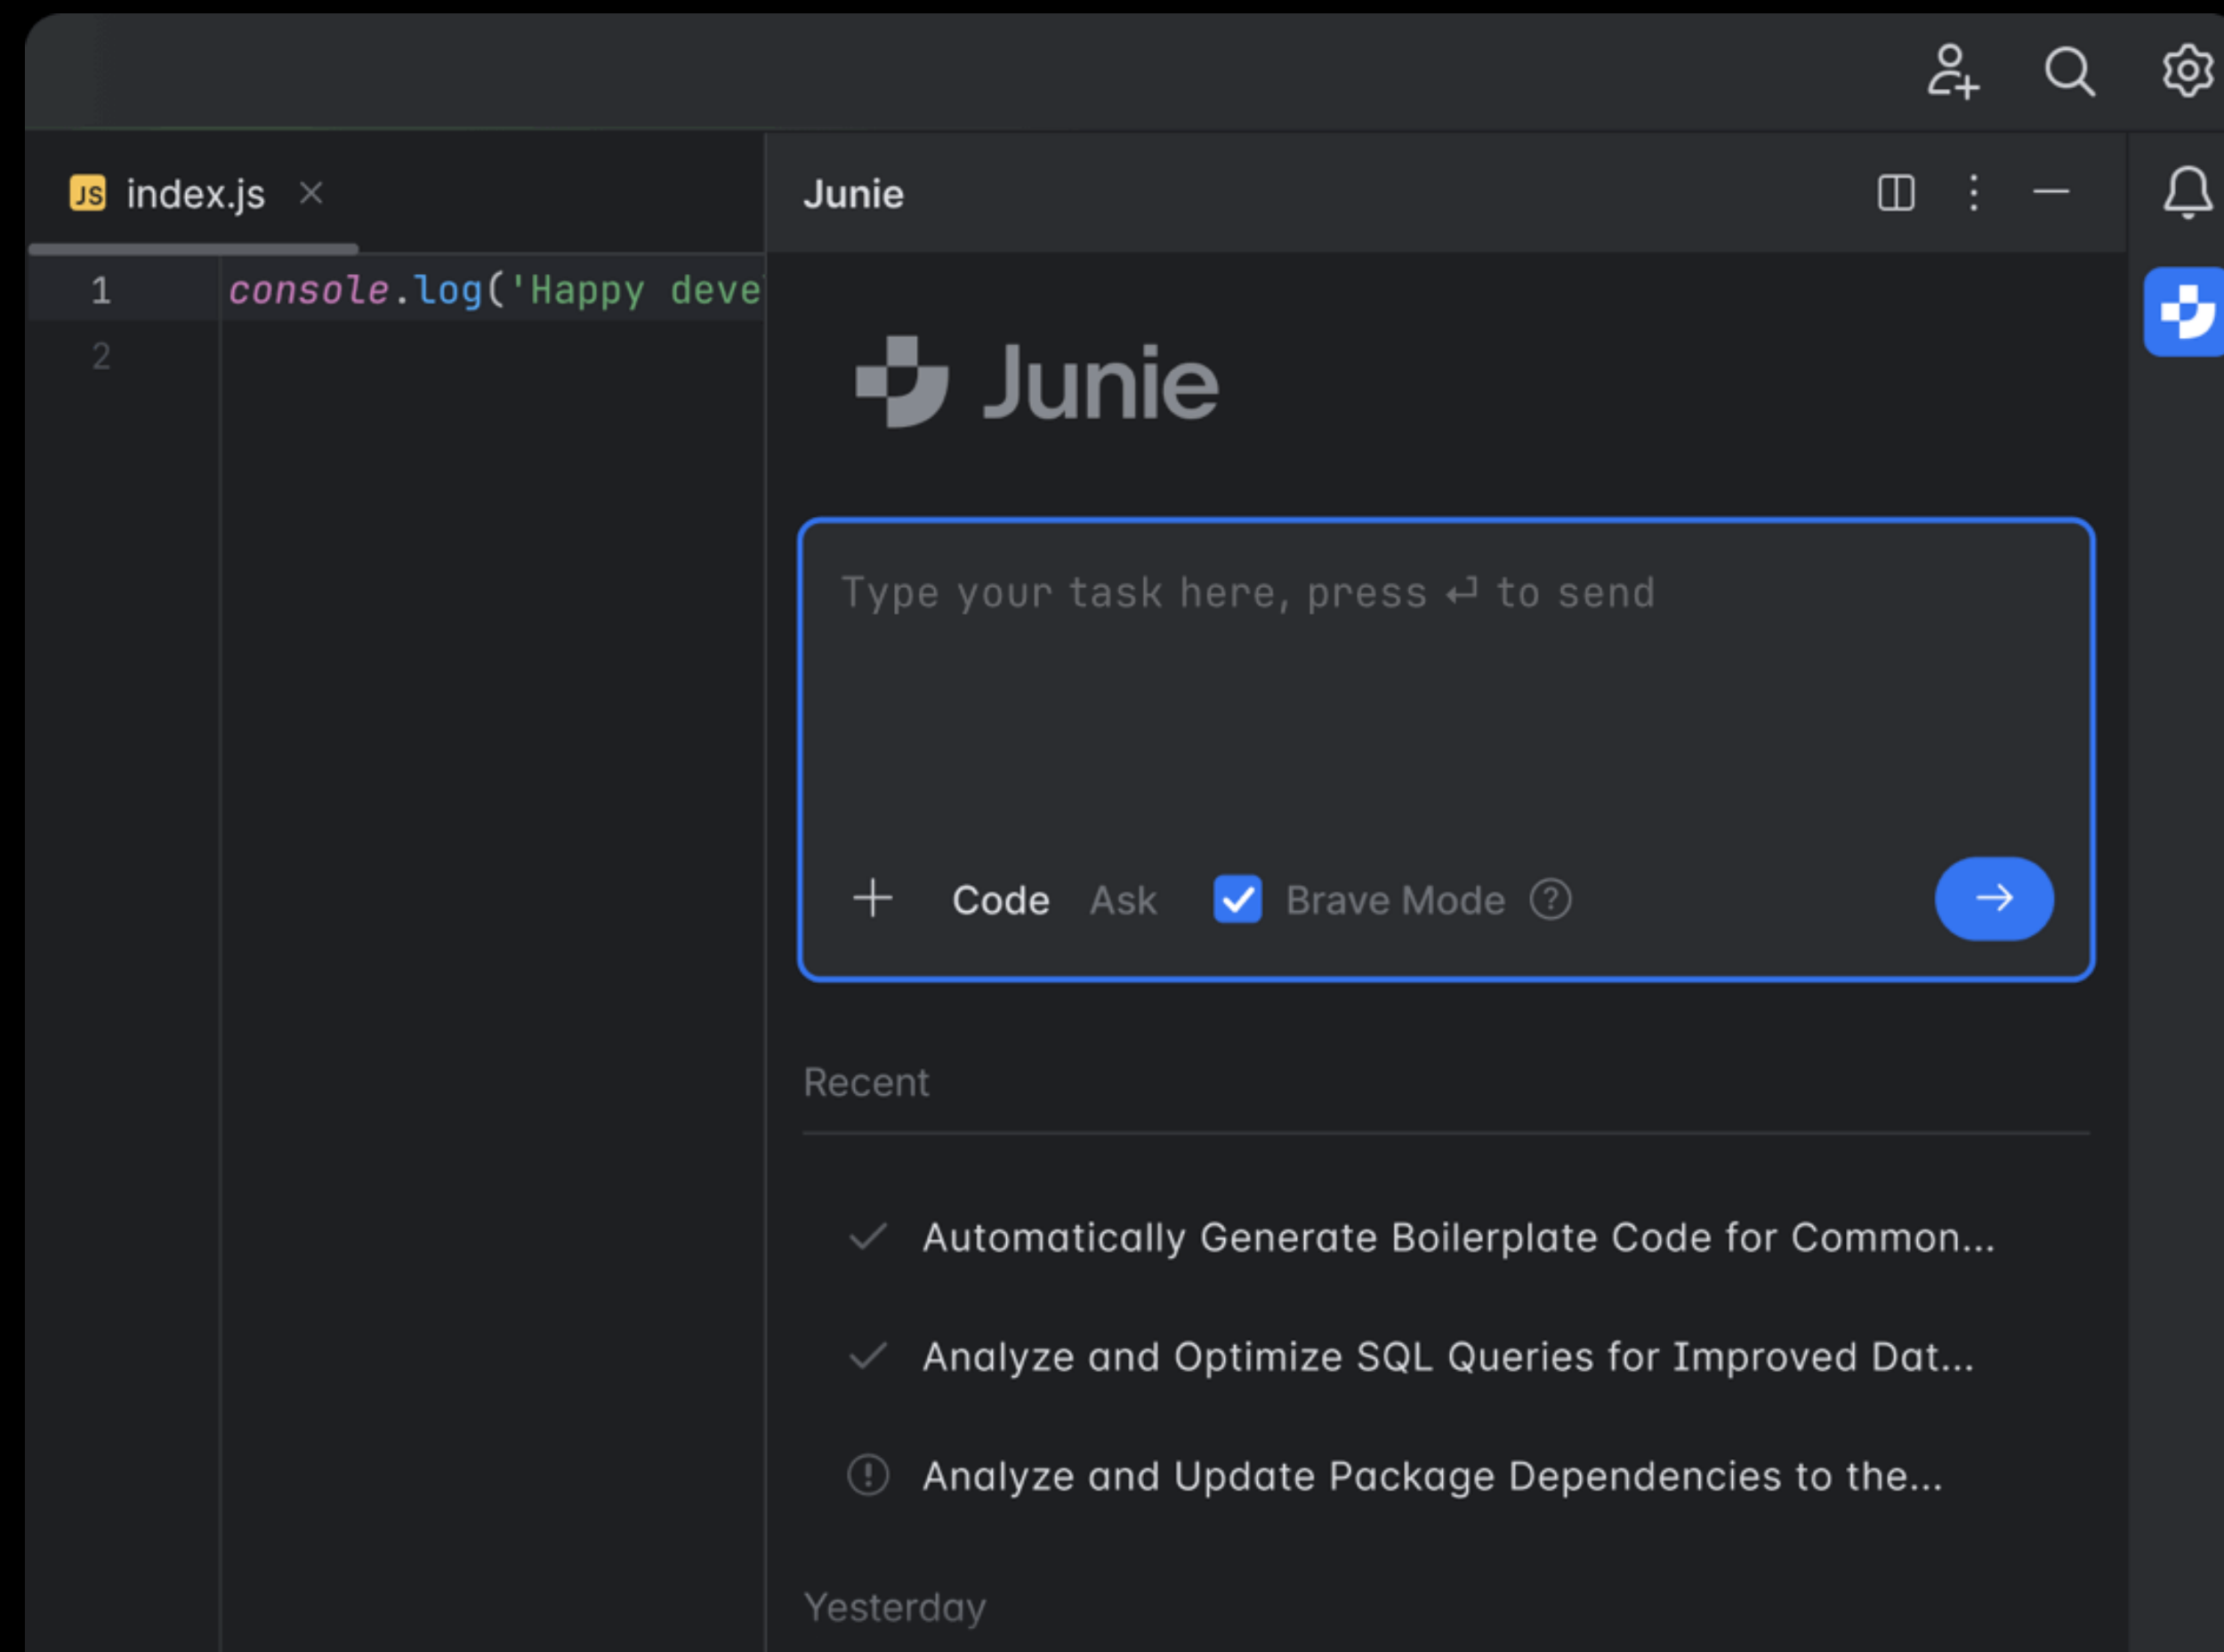 JS index.js
Junie
1 console.log('Happy deve
2
Junie
Type your task here, press ↵ to send
Code Ask Brave Mode ?
Recent
Automatically Generate Boilerplate Code for Common...
Analyze and Optimize SQL Queries for Improved Dat...
Analyze and Update Package Dependencies to the...
Yesterday